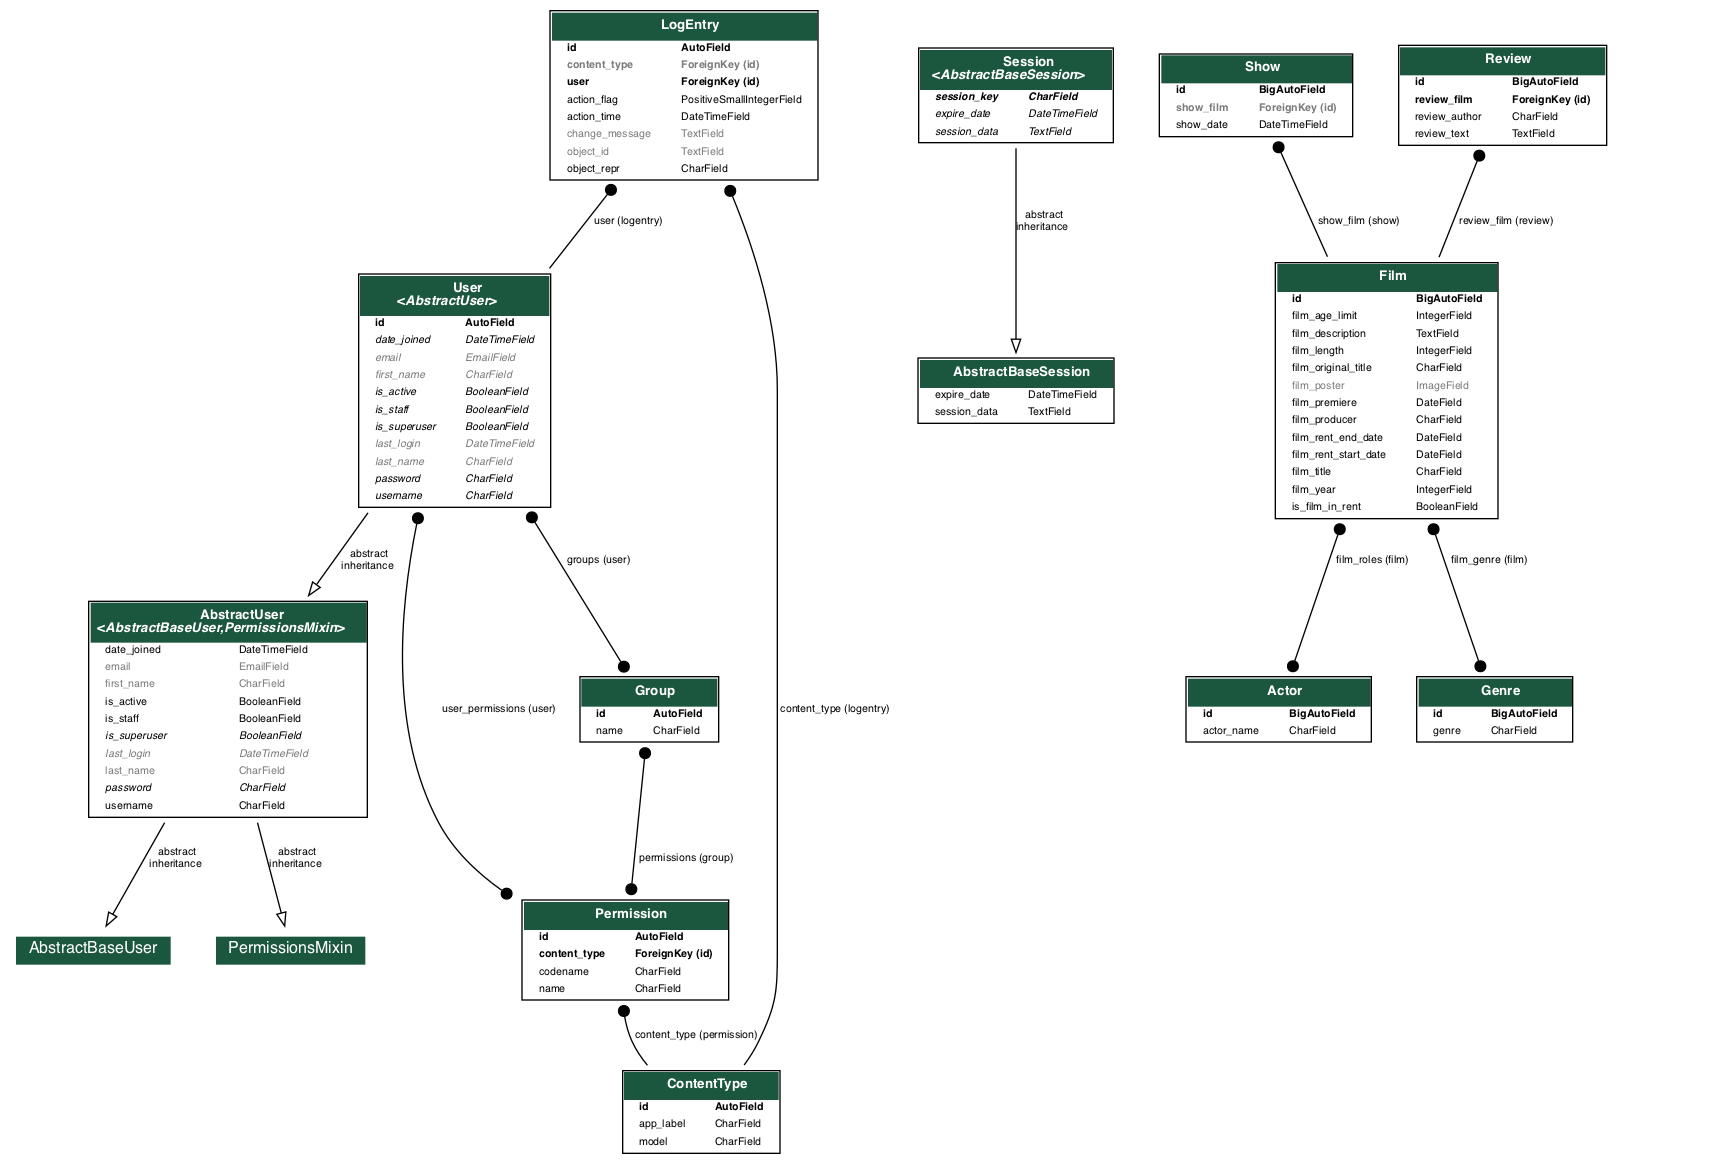 LogEntry
id AutoField
content_type ForeignKey (id)
user ForeignKey (id)
action_flag PositiveSmallIntegerField
action_time DateTimeField
change_message TextField
object_id TextField
object_repr CharField
Session
<AbstractBaseSession>
session_key CharField
expire_date DateTimeField
session_data TextField
Show
id BigAutoField
show_film ForeignKey (id)
show_date DateTimeField
Review
id BigAutoField
review_film ForeignKey (id)
review_author CharField
review_text TextField
user (logentry)
abstract
inheritance
show_film (show)
review_film (review)
User
<AbstractUser>
id AutoField
date_joined DateTimeField
email EmailField
first_name CharField
is_active BooleanField
is_staff BooleanField
is_superuser BooleanField
last_login DateTimeField
last_name CharField
password CharField
username CharField
AbstractBaseSession
expire_date DateTimeField
session_data TextField
Film
id BigAutoField
film_age_limit IntegerField
film_description TextField
film_length IntegerField
film_original_title CharField
film_poster ImageField
film_premiere DateField
film_producer CharField
film_rent_end_date DateField
film_rent_start_date DateField
film_title CharField
film_year IntegerField
is_film_in_rent BooleanField
abstract
inheritance
groups (user)
film_roles (film)
film_genre (film)
AbstractUser
<AbstractBaseUser,PermissionsMixin>
date_joined DateTimeField
email EmailField
first_name CharField
is_active BooleanField
is_staff BooleanField
is_superuser BooleanField
last_login DateTimeField
last_name CharField
password CharField
username CharField
user_permissions (user)
Group
id AutoField
name CharField
content_type (logentry)
Actor
id BigAutoField
actor_name CharField
Genre
id BigAutoField
genre CharField
abstract
inheritance
abstract
inheritance
permissions (group)
AbstractBaseUser
PermissionsMixin
Permission
id AutoField
content_type ForeignKey (id)
codename CharField
name CharField
content_type (permission)
ContentType
id AutoField
app_label CharField
model CharField